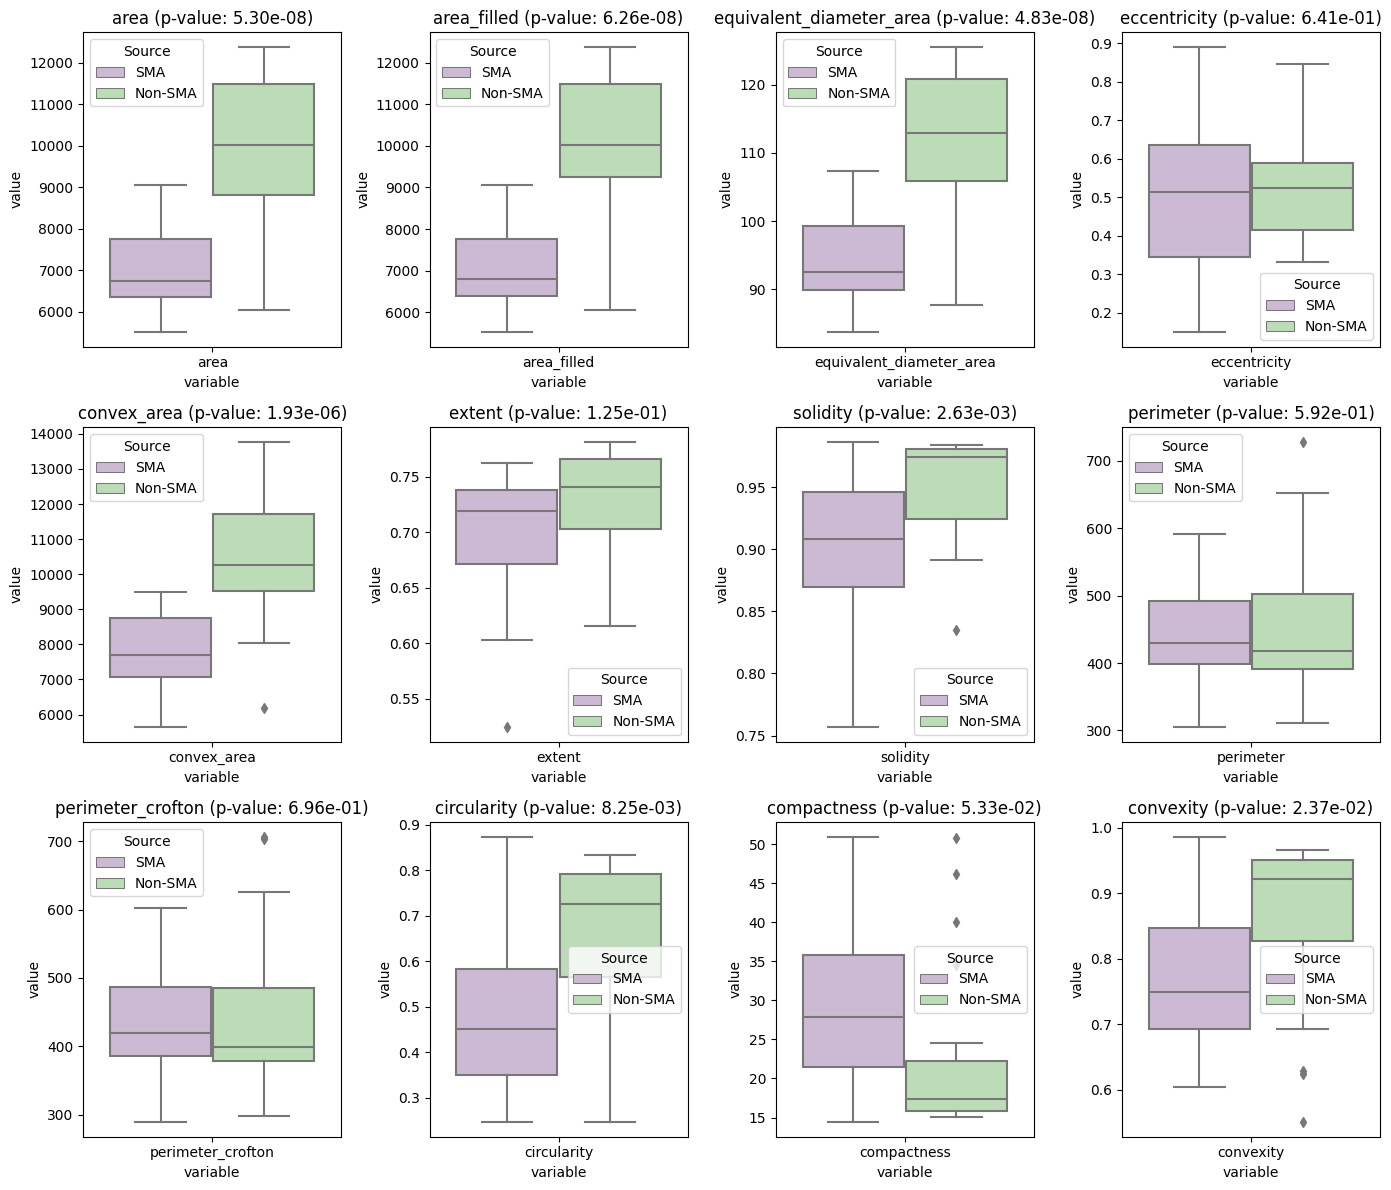 area (p-value: 5.30e-08)
Source
SMA
Non-SMA
12000
11000
10000
9000
8000
7000
6000
value
area
variable
area_filled (p-value: 6.26e-08)
Source
SMA
Non-SMA
12000
11000
10000
9000
8000
7000
6000
value
area_filled
variable
equivalent_diameter_area (p-value: 4.83e-08)
Source
SMA
Non-SMA
120
110
100
90
value
equivalent_diameter_area
variable
eccentricity (p-value: 6.41e-01)
0.9
0.8
0.7
0.6
0.5
0.4
0.3
0.2
value
Source
SMA
Non-SMA
eccentricity
variable
convex_area (p-value: 1.93e-06)
Source
SMA
Non-SMA
14000
13000
12000
11000
10000
9000
8000
7000
6000
value
convex_area
variable
extent (p-value: 1.25e-01)
0.75
0.70
0.65
0.60
0.55
value
Source
SMA
Non-SMA
extent
variable
solidity (p-value: 2.63e-03)
0.95
0.90
0.85
0.80
0.75
value
Source
SMA
Non-SMA
solidity
variable
perimeter (p-value: 5.92e-01)
Source
SMA
Non-SMA
700
600
500
400
300
value
perimeter
variable
perimeter_crofton (p-value: 6.96e-01)
Source
SMA
Non-SMA
700
600
500
400
300
value
perimeter_crofton
variable
circularity (p-value: 8.25e-03)
0.9
0.8
0.7
0.6
0.5
0.4
0.3
value
Source
SMA
Non-SMA
circularity
variable
compactness (p-value: 5.33e-02)
50
45
40
35
30
25
20
15
value
Source
SMA
Non-SMA
compactness
variable
convexity (p-value: 2.37e-02)
1.0
0.9
0.8
0.7
0.6
value
Source
SMA
Non-SMA
convexity
variable